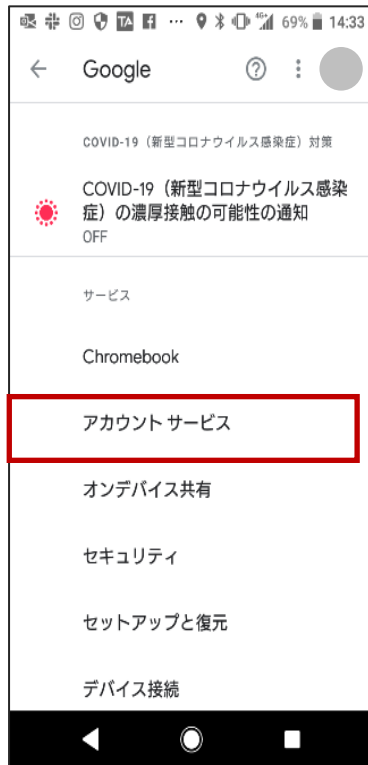 69% 14:33
Google
COVID-19（新型コロナウイルス感染症）対策
COVID-19（新型コロナウイルス感染
症）の濃厚接触の可能性の通知
OFF
サービス
Chromebook
アカウント サービス
オンデバイス共有
セキュリティ
セットアップと復元
デバイス接続